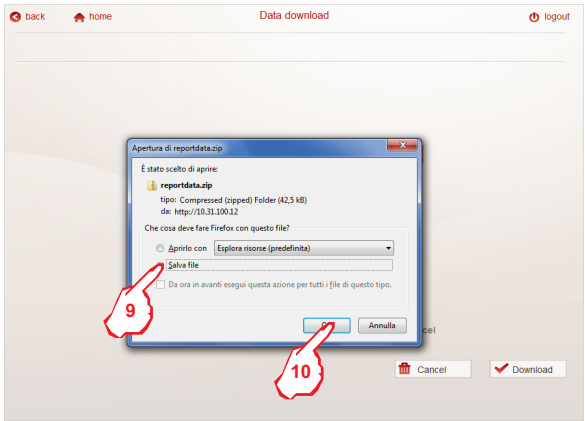 back home Data download logout
Apertura di reportdata.zip
È stato scelto di aprire:
reportdata.zip
tipo: Compressed (zipped) Folder (42,5 kB)
da: http://10.31.100.12
Che cosa deve fare Firefox con questo file?
Aprirlo con Esplora risorse (predefinita)
Salva file
Da ora in avanti esegui questa azione per tutti i file di questo tipo.
9
Annulla
10
Cancel Download